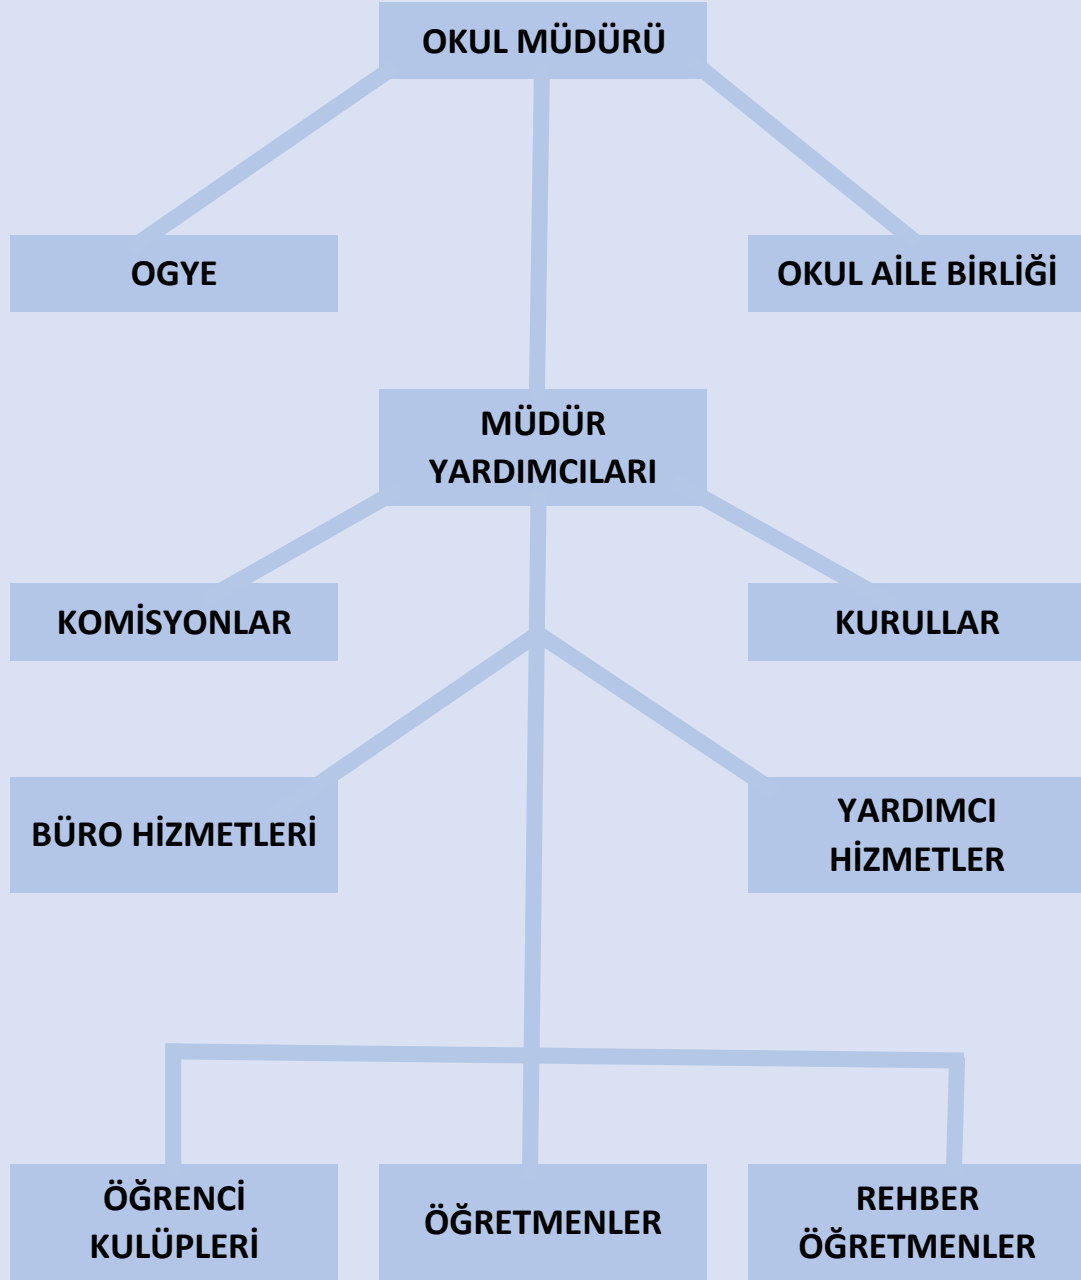 OKUL MÜDÜRÜ
OGYE
OKUL AİLE BİRLİĞİ
MÜDÜR
YARDIMCILARI
KOMİSYONLAR
KURULLAR
BÜRO HİZMETLERİ
YARDIMCI
HİZMETLER
ÖĞRENCİ
KULÜPLERİ
ÖĞRETMENLER
REHBER
ÖĞRETMENLER